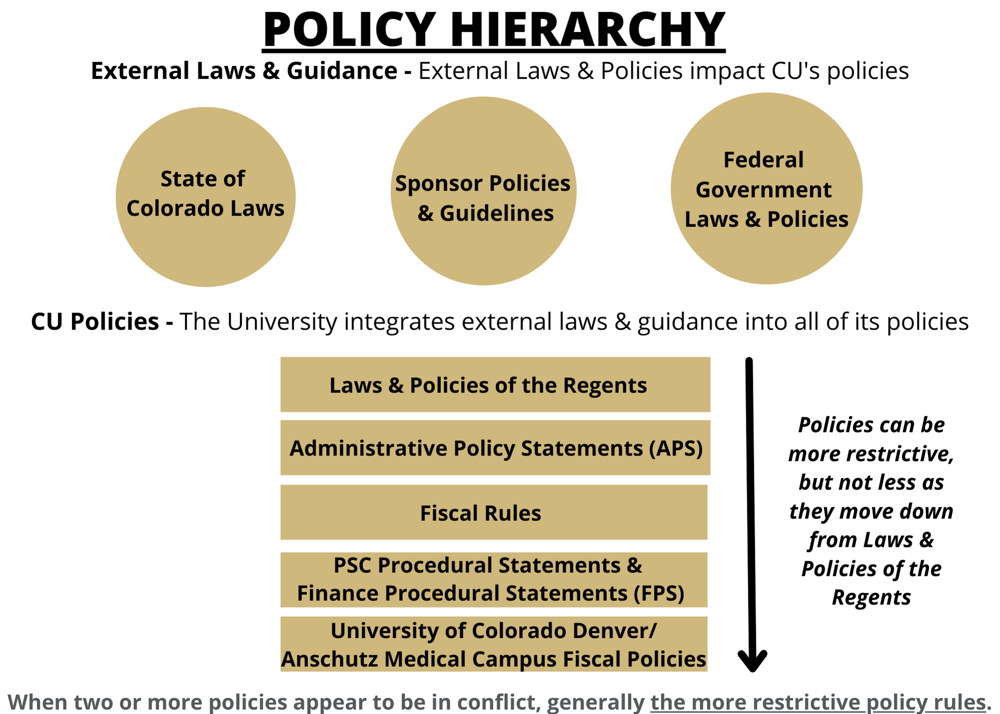 POLICY HIERARCHY
External Laws & Guidance - External Laws & Policies impact CU's policies
State of
Colorado Laws
Sponsor Policies
& Guidelines
Federal
Government
Laws & Policies
CU Policies - The University integrates external laws & guidance into all of its policies
Laws & Policies of the Regents
Administrative Policy Statements (APS)
Fiscal Rules
PSC Procedural Statements &
Finance Procedural Statements (FPS)
University of Colorado Denver/
Anschutz Medical Campus Fiscal Policies
Policies can be
more restrictive,
but not less as
they move down
from Laws &
Policies of the
Regents
When two or more policies appear to be in conflict, generally the more restrictive policy rules.